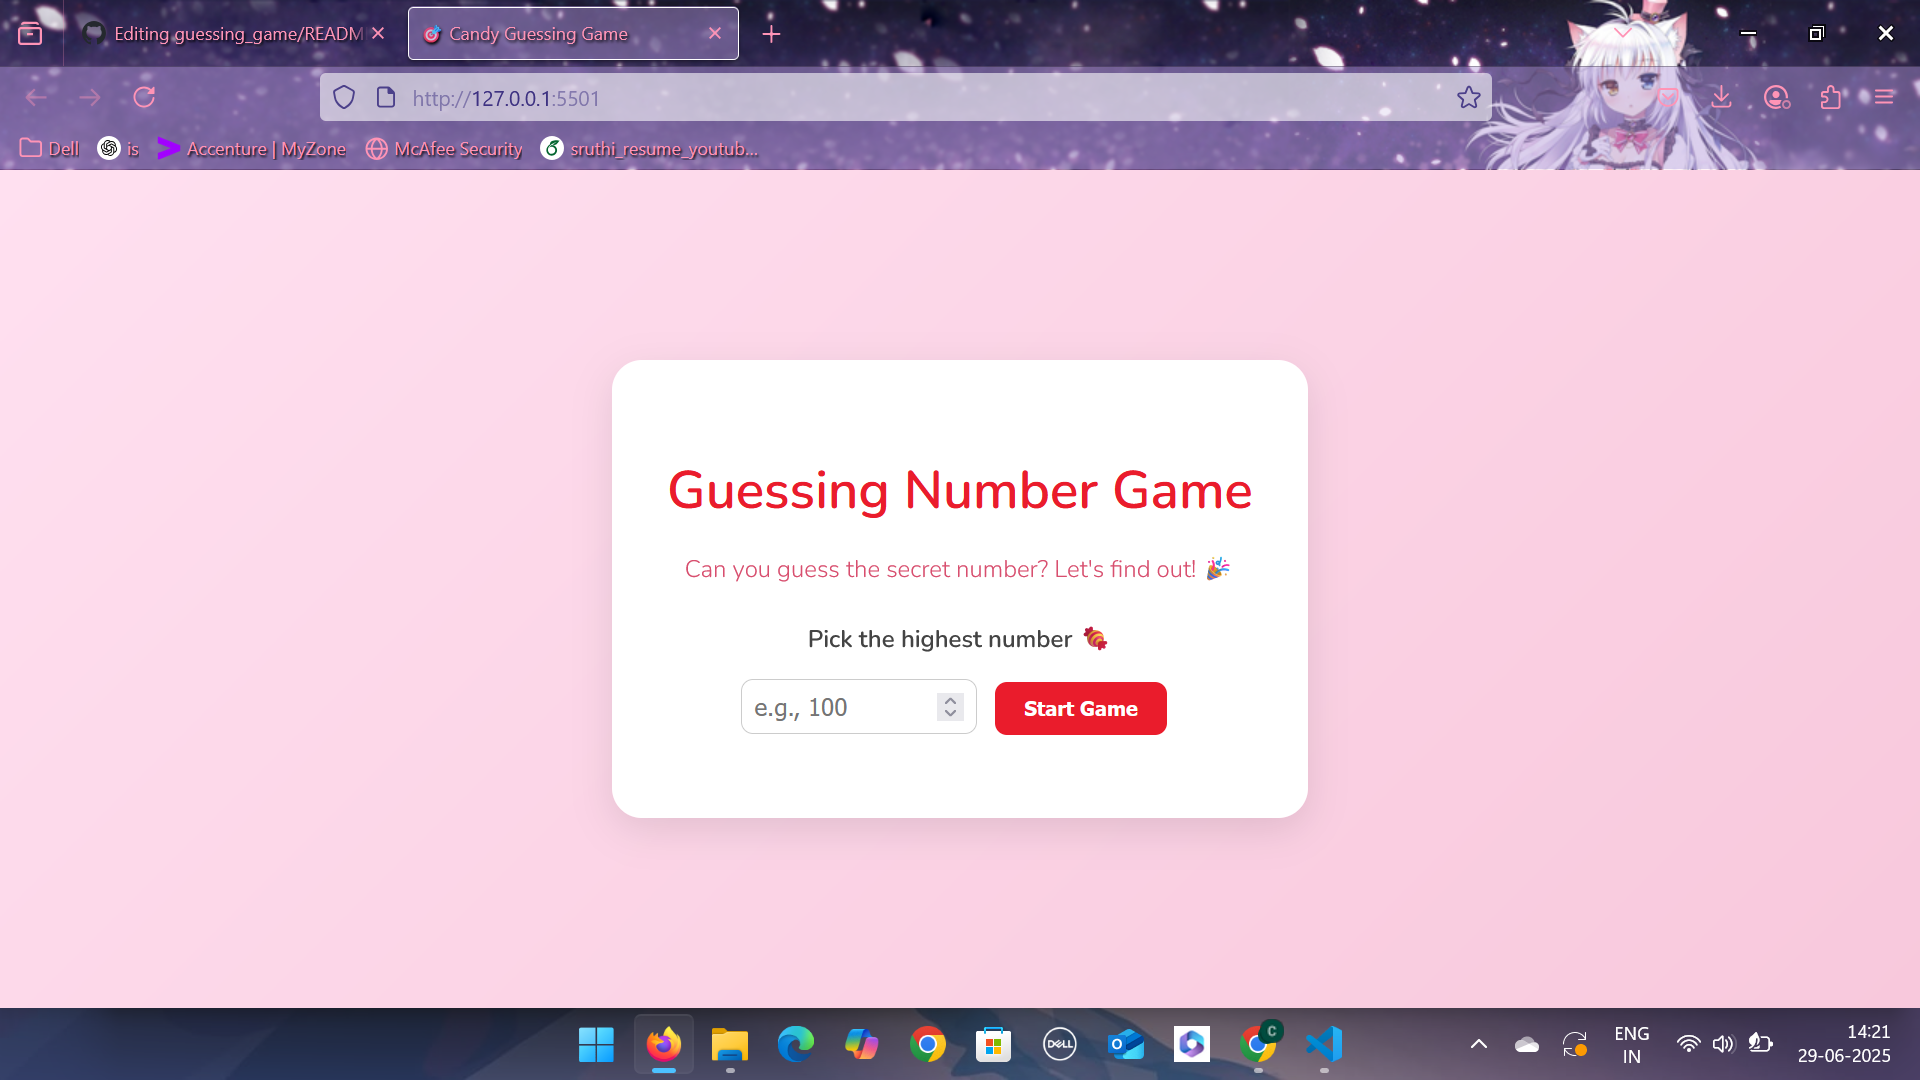 Editing guessing_game/READM
Candy Guessing Game
http://127.0.0.1:5501
Dell
is
Accenture | MyZone
McAfee Security
sruthi_resume_youtub...
Guessing Number Game
Can you guess the secret number? Let's find out! 🎉
Pick the highest number 🍬
e.g., 100
Start Game
DELL
O
C
ENG
IN
14:21
29-06-2025